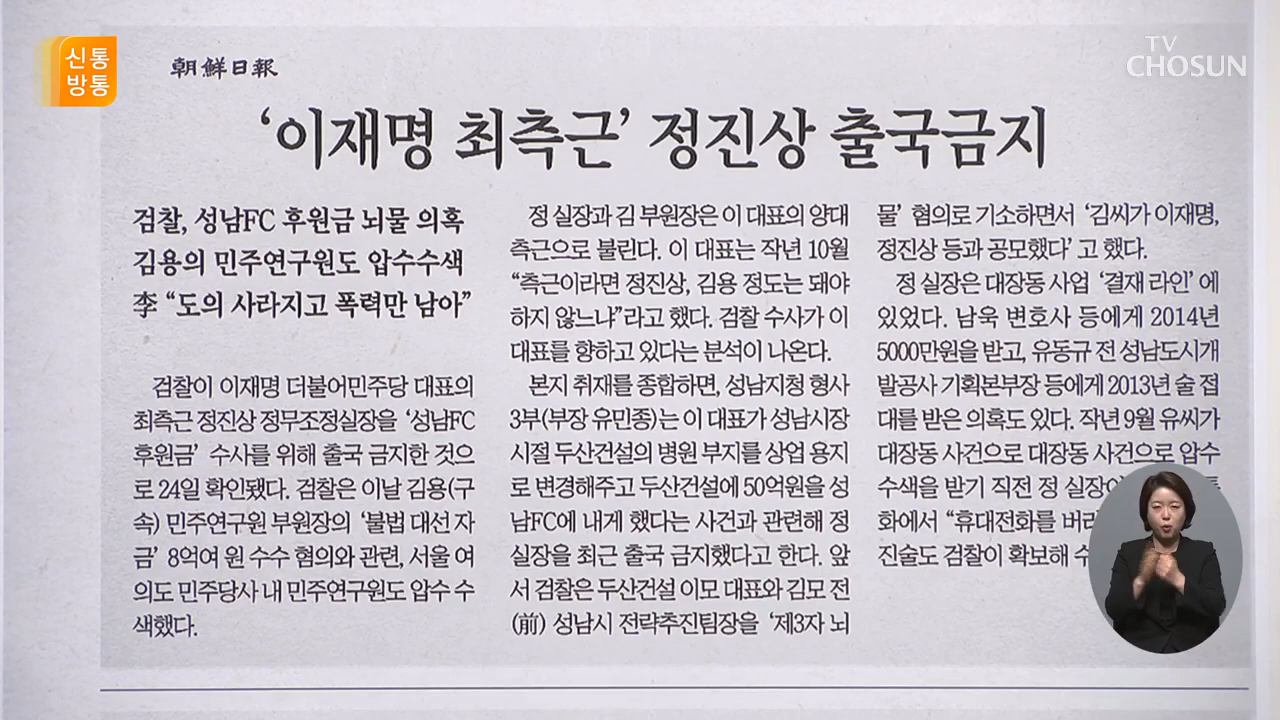 신통
방통
TV
CHOSUN
朝鮮日報
‘이재명 최측근’ 정진상 출국금지
검찰, 성남FC 후원금 뇌물 의혹
김용의 민주연구원도 압수수색
李 “도의 사라지고 폭력만 남아”
검찰이 이재명 더불어민주당 대표의
최측근 정진상 정무조정실장을 ‘성남FC
후원금’ 수사를 위해 출국 금지한 것으
로 24일 확인됐다. 검찰은 이날 김용(구
속) 민주연구원 부원장의 ‘불법 대선 자
금’ 8억여 원 수수 혐의와 관련, 서울 여
의도 민주당사 내 민주연구원도 압수 수
색했다.
정 실장과 김 부원장은 이 대표의 양대
측근으로 불린다. 이 대표는 작년 10월
“측근이라면 정진상, 김용 정도는 돼야
하지 않느냐”라고 했다. 검찰 수사가 이
대표를 향하고 있다는 분석이 나온다.
본지 취재를 종합하면, 성남지청 형사
3부(부장 유민종)는 이 대표가 성남시장
시절 두산건설의 병원 부지를 상업 용지
로 변경해주고 두산건설에 50억원을 성
남FC에 내게 했다는 사건과 관련해 정
실장을 최근 출국 금지했다고 한다. 앞
서 검찰은 두산건설 이모 대표와 김모 전
(前) 성남시 전략추진팀장을 ‘제3자 뇌
물’ 혐의로 기소하면서 ‘김씨가 이재명,
정진상 등과 공모했다’ 고 했다.
정 실장은 대장동 사업 ‘결재 라인’ 에
있었다. 남욱 변호사 등에게 2014년
5000만원을 받고, 유동규 전 성남도시개
발공사 기획본부장 등에게 2013년 술 접
대를 받은 의혹도 있다. 작년 9월 유씨가
대장동 사건으로 대장동 사건으로 압수
수색을 받기 직전 정 실장
화에서 “휴대전화를 버리
진술도 검찰이 확보해